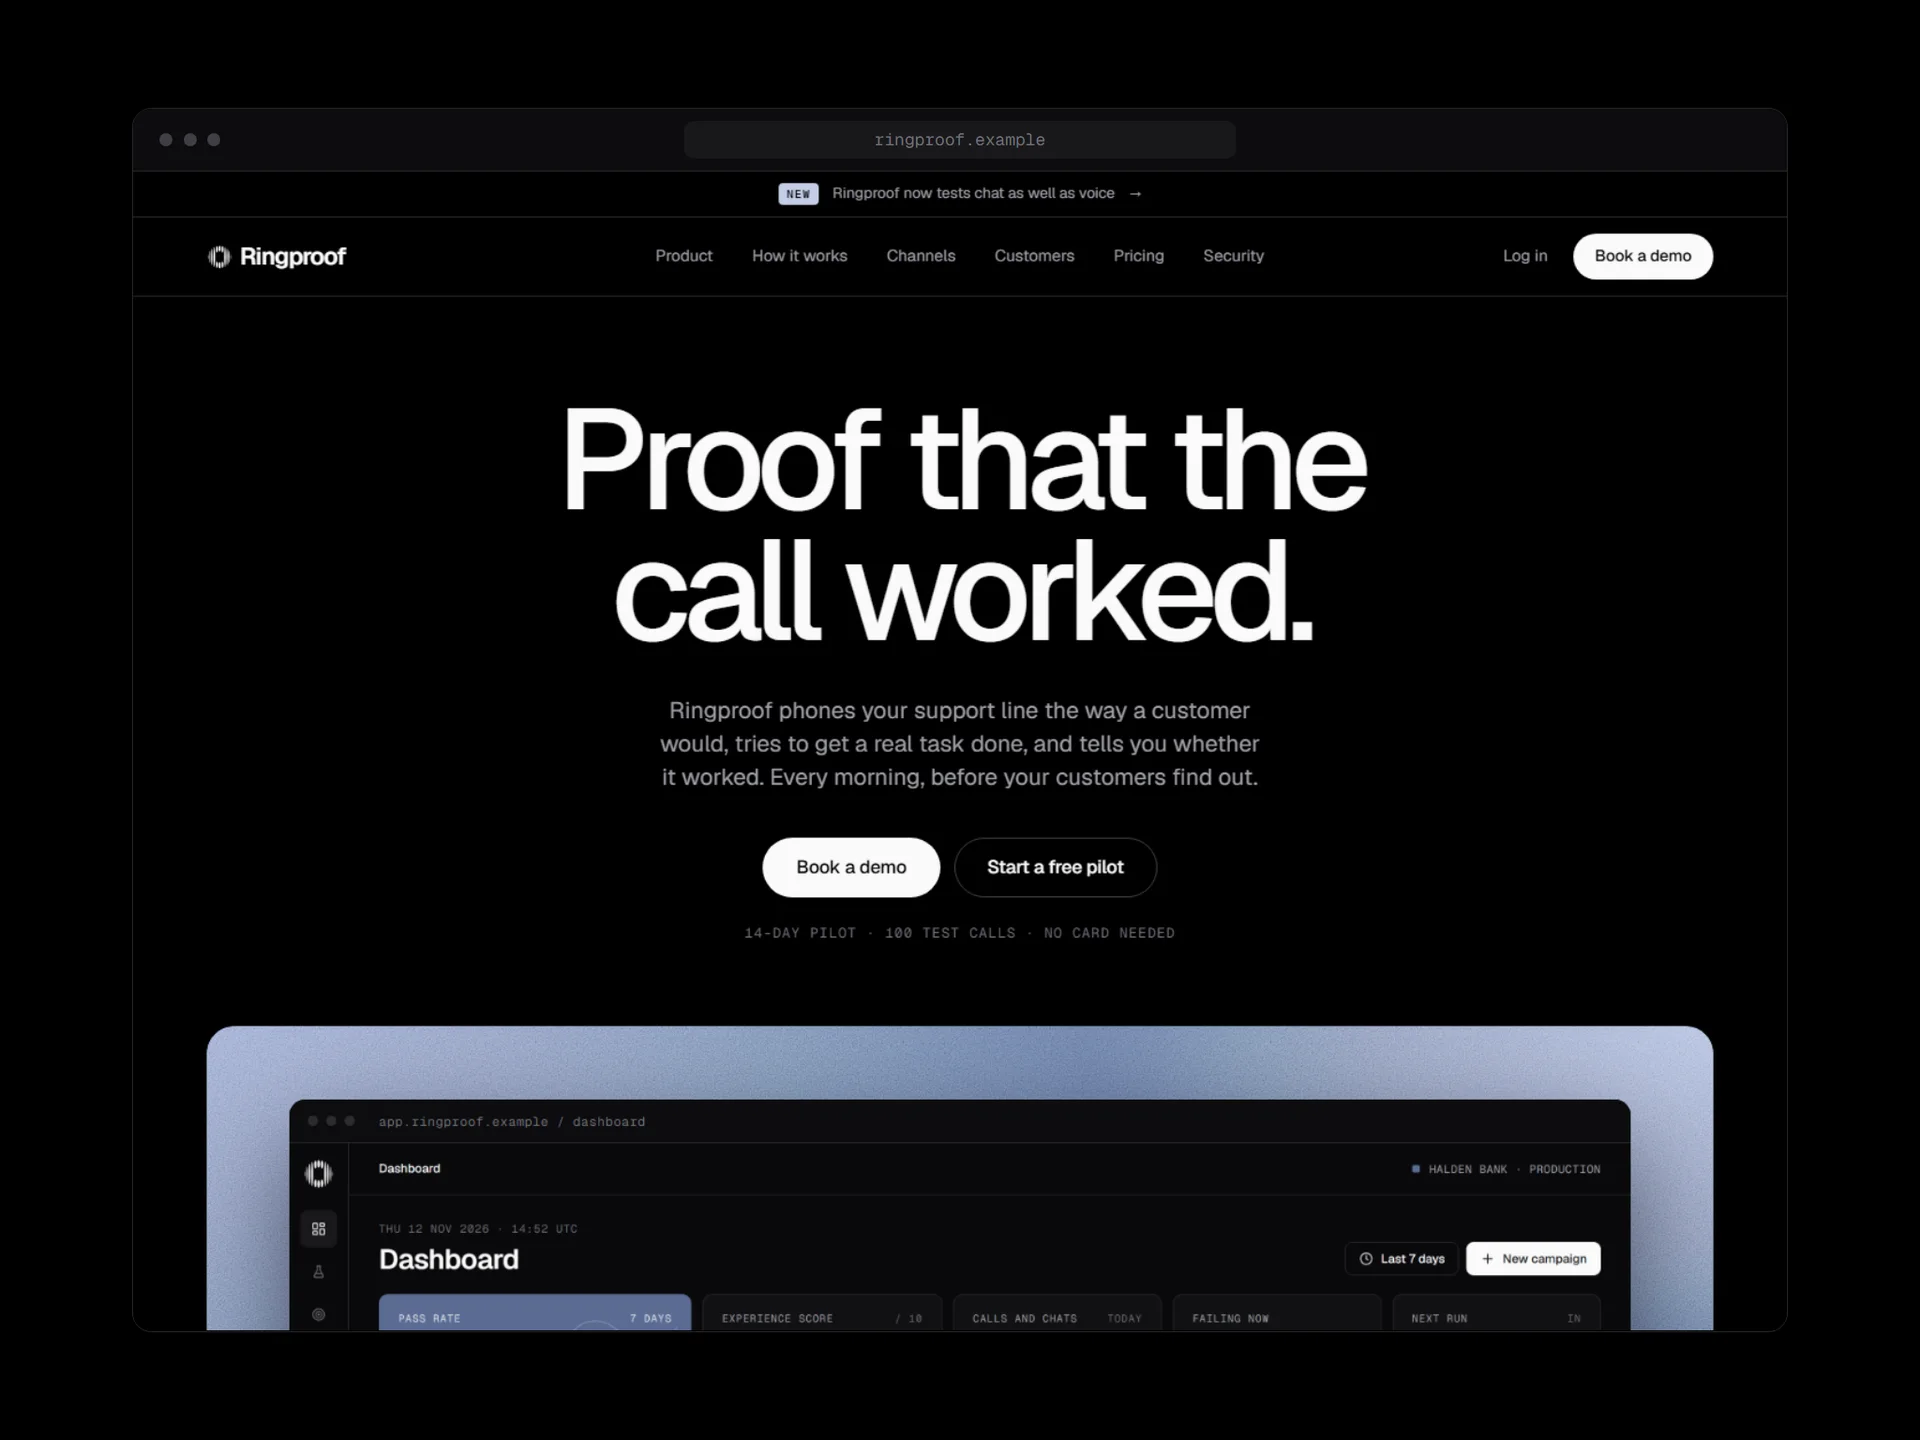 ringproof.example
NEW Ringproof now tests chat as well as voice →
Ringproof
Product How it works Channels Customers Pricing Security
Log in Book a demo
Proof that the
call worked.
Ringproof phones your support line the way a customer
would, tries to get a real task done, and tells you whether
it worked. Every morning, before your customers find out.
Book a demo Start a free pilot
14-DAY PILOT · 100 TEST CALLS · NO CARD NEEDED
app.ringproof.example / dashboard
Dashboard
HALDEN BANK · PRODUCTION
THU 12 NOV 2026 · 14:52 UTC
Dashboard
Last 7 days + New campaign
PASS RATE 7 DAYS
EXPERIENCE SCORE / 10
CALLS AND CHATS TODAY
FAILING NOW
NEXT RUN IN